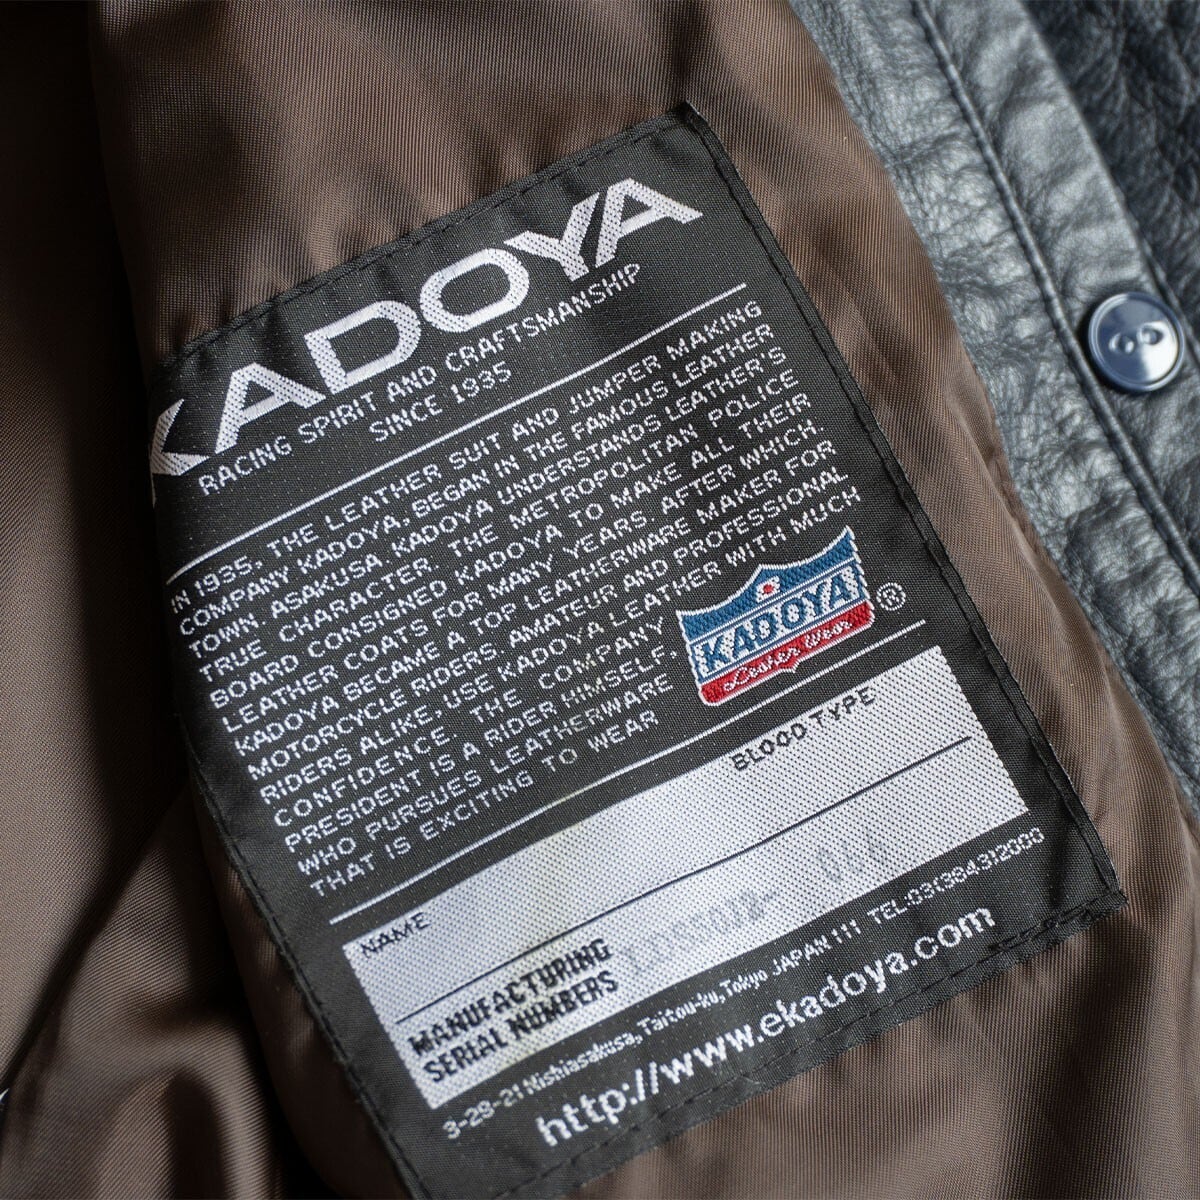 KADOYA
RACING SPIRIT AND CRAFTSMANSHIP
SINCE 1935
IN 1935, THE LEATHER SUIT AND JUMPER MAKING
COMPANY KADOYA, BEGAN IN THE FAMOUS LEATHER
TOWN, ASAKUSA. KADOYA UNDERSTANDS LEATHER'S
TRUE CHARACTER. THE METROPOLITAN POLICE
BOARD CONSIGNED KADOYA TO MAKE ALL THEIR
LEATHER COATS FOR MANY YEARS. AFTER WHICH,
KADOYA BECAME A TOP LEATHERWARE MAKER FOR
MOTORCYCLE RIDERS. AMATEUR AND PROFESSIONAL
RIDERS ALIKE, USE KADOYA LEATHER WITH MUCH
CONFIDENCE. THE COMPANY
PRESIDENT IS A RIDER HIMSELF.
WHO PURSUES LEATHERWARE
THAT IS EXCITING TO WEAR
KADOYA
Leather Wear
®
NAME
BLOOD TYPE
MANUFACTURING
SERIAL NUMBERS
3-29-21 Nishiasakusa, Taitou-ku, Tokyo JAPAN 111 TEL:03(3843)2000
http://www.ekadoya.com